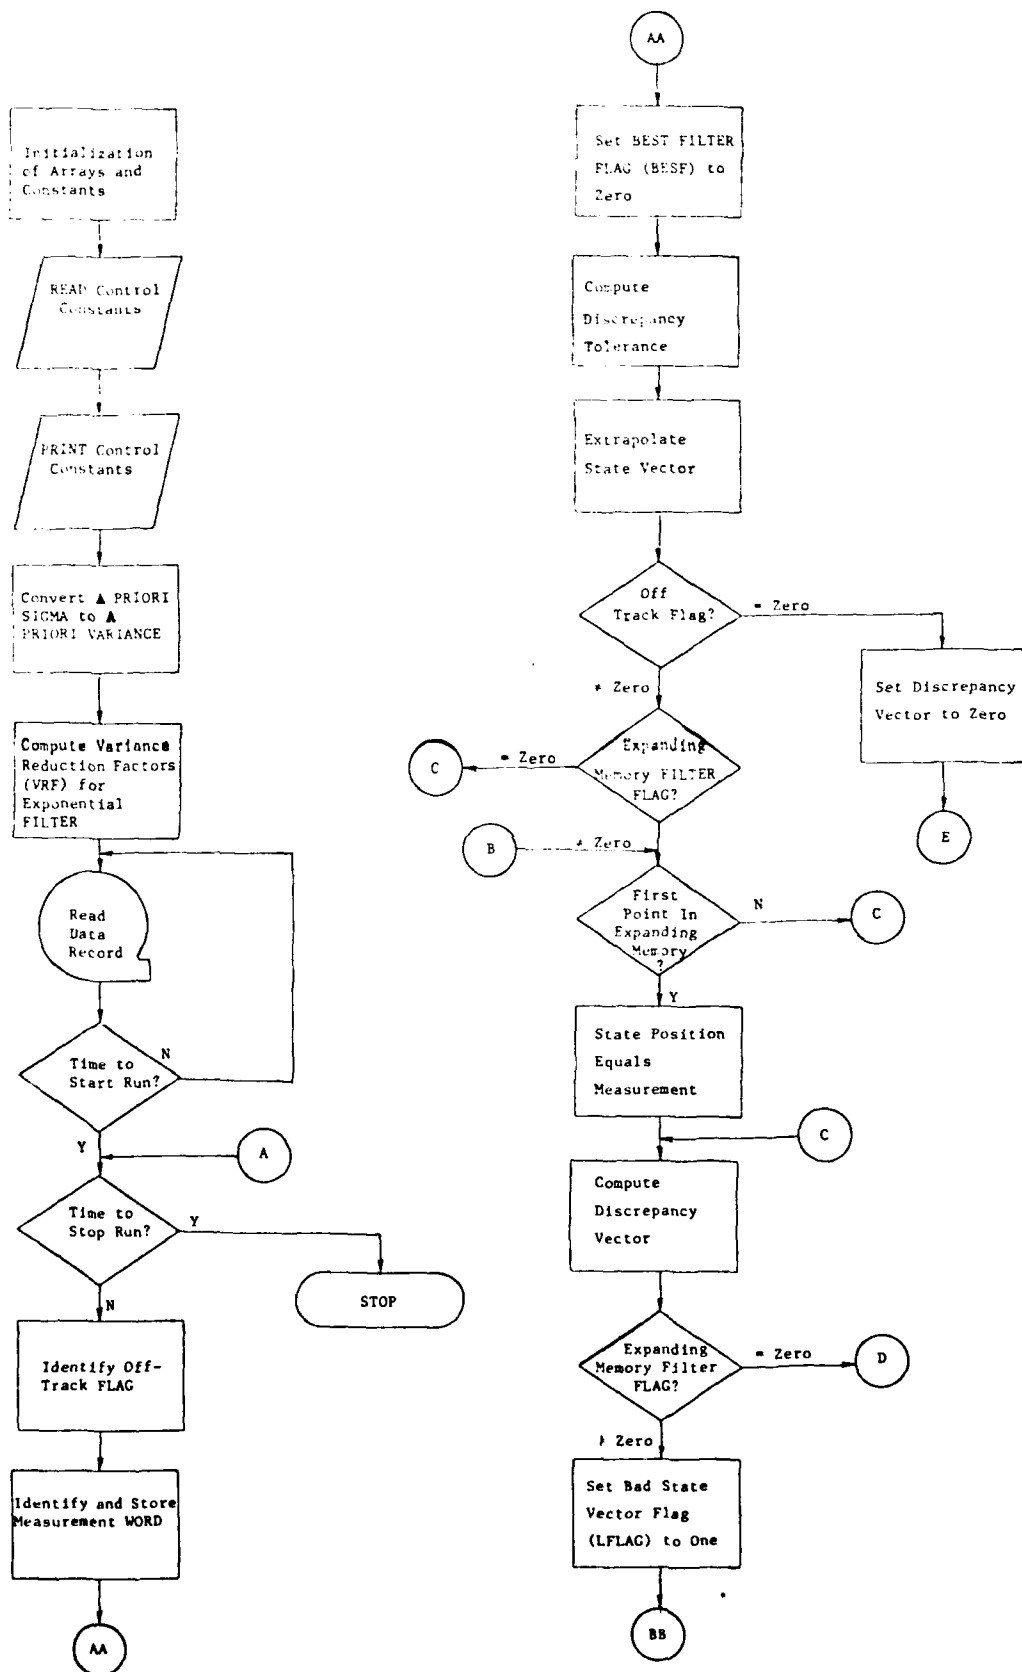 Initialization
of Arrays and
Constants
READ Control
Constants
PRINT Control
Constants
Convert A PRIORI
SIGMA to A
PRIORI VARIANCE
Compute Variance
Reduction Factors
(VRF) for
Exponential
FILTER
Read
Data
Record
Time to
Start Run?
N
Y
A
Time to
Stop Run?
Y
STOP
N
Identify Off-
Track FLAG
Identify and Store
Measurement WORD
AA
AA
Set BEST FILTER
FLAG (BESF) to
Zero
Compute
Discrepancy
Tolerance
Extrapolate
State Vector
Off
Track Flag?
= Zero
Set Discrepancy
Vector to Zero
E
≠ Zero
Expanding
Memory FILTER
FLAG?
= Zero
C
B
≠ Zero
First
Point In
Expanding
Memory
?
N
C
Y
State Position
Equals
Measurement
C
Compute
Discrepancy
Vector
Expanding
Memory Filter
FLAG?
= Zero
D
≠ Zero
Set Bad State
Vector Flag
(LFLAG) to One
BB